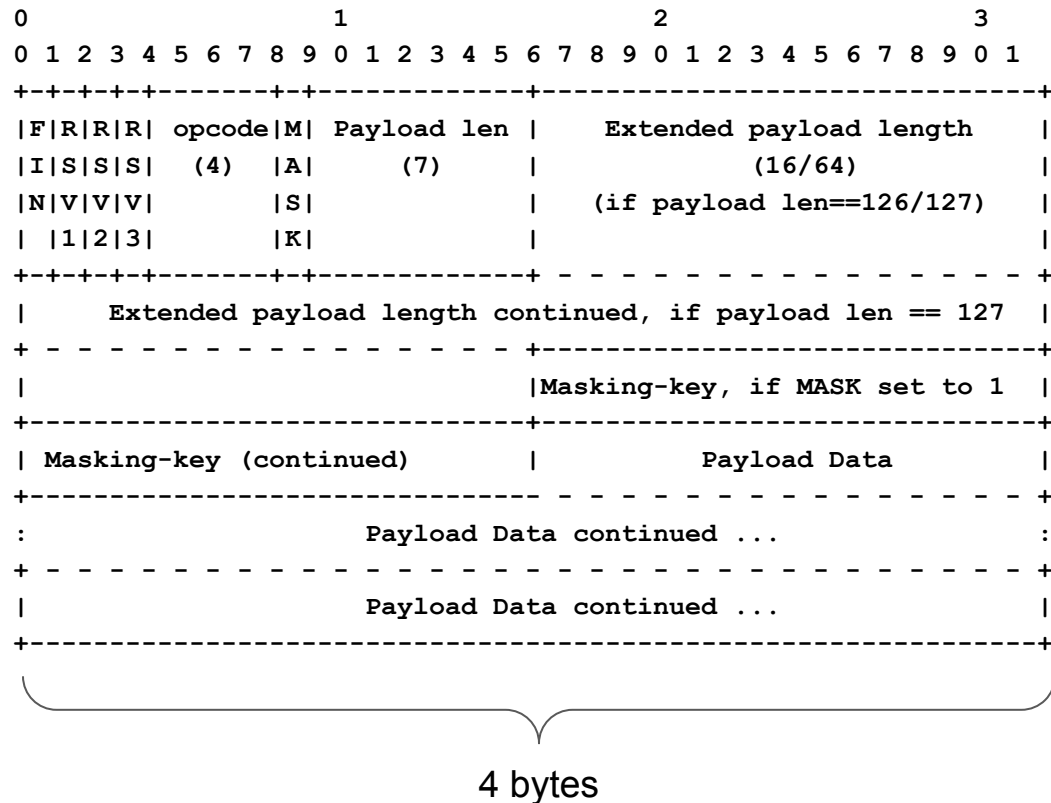 0                   1                   2                   3
0 1 2 3 4 5 6 7 8 9 0 1 2 3 4 5 6 7 8 9 0 1 2 3 4 5 6 7 8 9 0 1
+-+-+-+-+-------+-+-------------+-------------------------------+
|F|R|R|R| opcode|M| Payload len |    Extended payload length    |
|I|S|S|S|  (4)  |A|     (7)     |             (16/64)           |
|N|V|V|V|       |S|             |   (if payload len==126/127)   |
| |1|2|3|       |K|             |                               |
+-+-+-+-+-------+-+-------------+ - - - - - - - - - - - - - - - +
|     Extended payload length continued, if payload len == 127  |
+ - - - - - - - - - - - - - - - +-------------------------------+
|                               |Masking-key, if MASK set to 1  |
+-------------------------------+-------------------------------+
| Masking-key (continued)       |          Payload Data         |
+-------------------------------- - - - - - - - - - - - - - - - +
:                     Payload Data continued ...                :
+ - - - - - - - - - - - - - - - - - - - - - - - - - - - - - - - +
|                     Payload Data continued ...                |
+---------------------------------------------------------------+
4 bytes